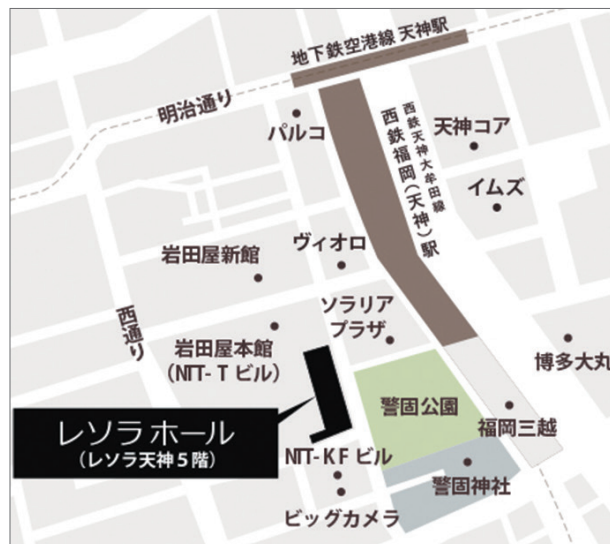 地下鉄空港線 天神駅
明治通り
パルコ
西鉄天神大牟田線
西鉄福岡(天神)駅
天神コア
イムズ
ヴィオロ
岩田屋新館
西通り
ソラリア
プラザ
岩田屋本館
(NTT-Tビル)
博多大丸
レソラ ホール
(レソラ天神5階)
警固公園
福岡三越
NTT-KFビル
警固神社
ビッグカメラ